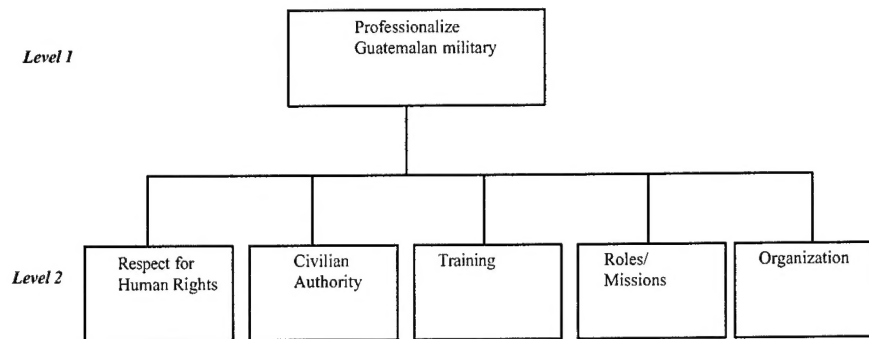 Level 1
Professionalize
Guatemalan military
Level 2
Respect for
Human Rights
Civilian
Authority
Training
Roles/
Missions
Organization